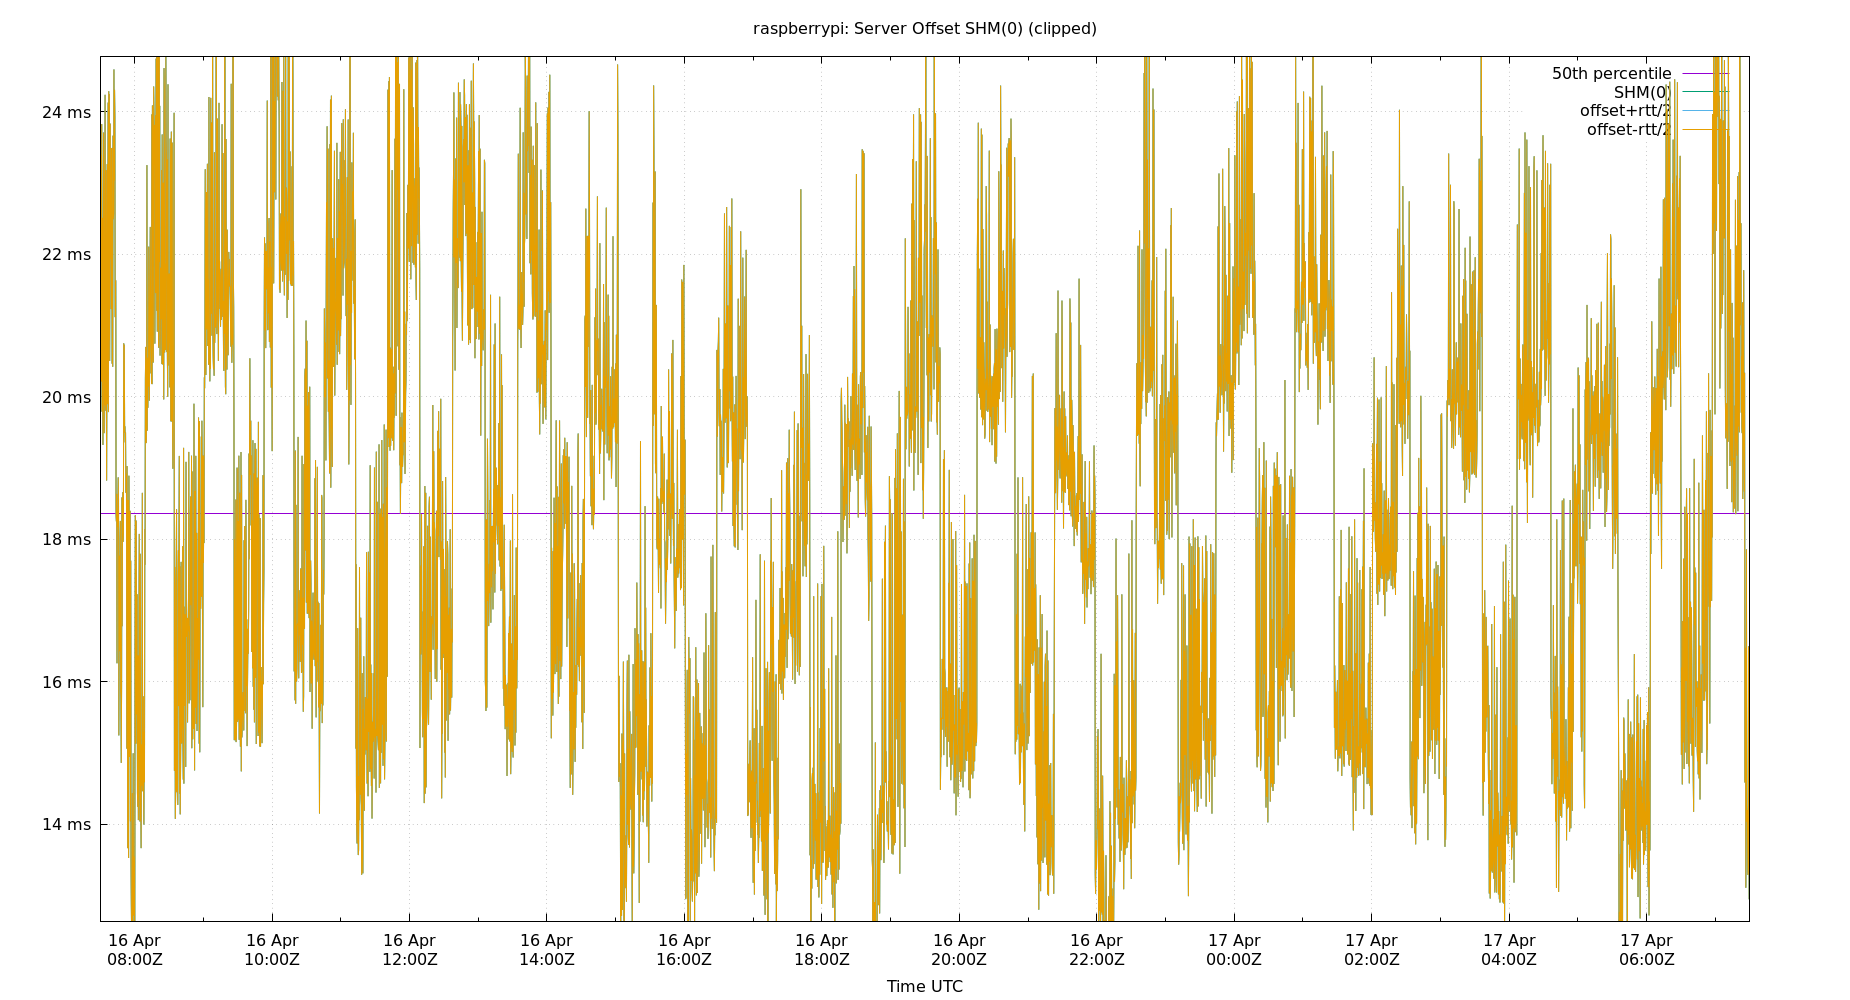 raspberrypi: Server Offset SHM(0) (clipped)
50th percentile
SHM(0)
offset+rtt/2
offset-rtt/2
24 ms
22 ms
20 ms
18 ms
16 ms
14 ms
16 Apr 16 Apr 16 Apr 16 Apr 16 Apr 16 Apr 16 Apr 16 Apr 17 Apr 17 Apr 17 Apr 17 Apr
08:00Z 10:00Z 12:00Z 14:00Z 16:00Z 18:00Z 20:00Z 22:00Z 00:00Z 02:00Z 04:00Z 06:00Z
Time UTC